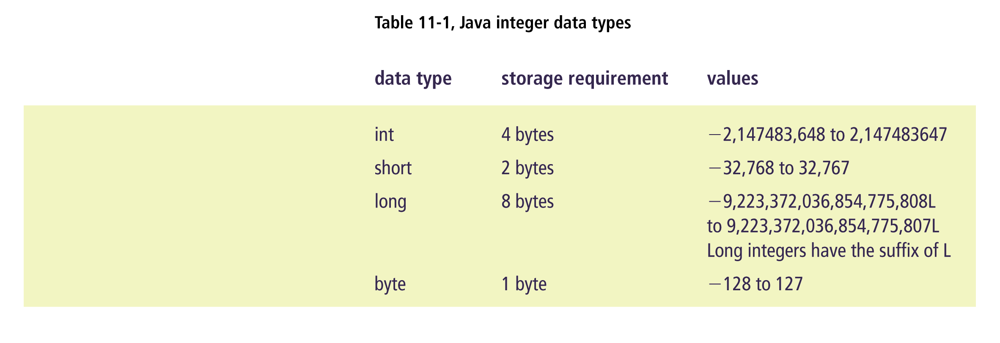 Table 11-1, Java integer data types
data type storage requirement values
int 4 bytes −2,147483,648 to 2,147483647
short 2 bytes −32,768 to 32,767
long 8 bytes −9,223,372,036,854,775,808L
to 9,223,372,036,854,775,807L
Long integers have the suffix of L
byte 1 byte −128 to 127